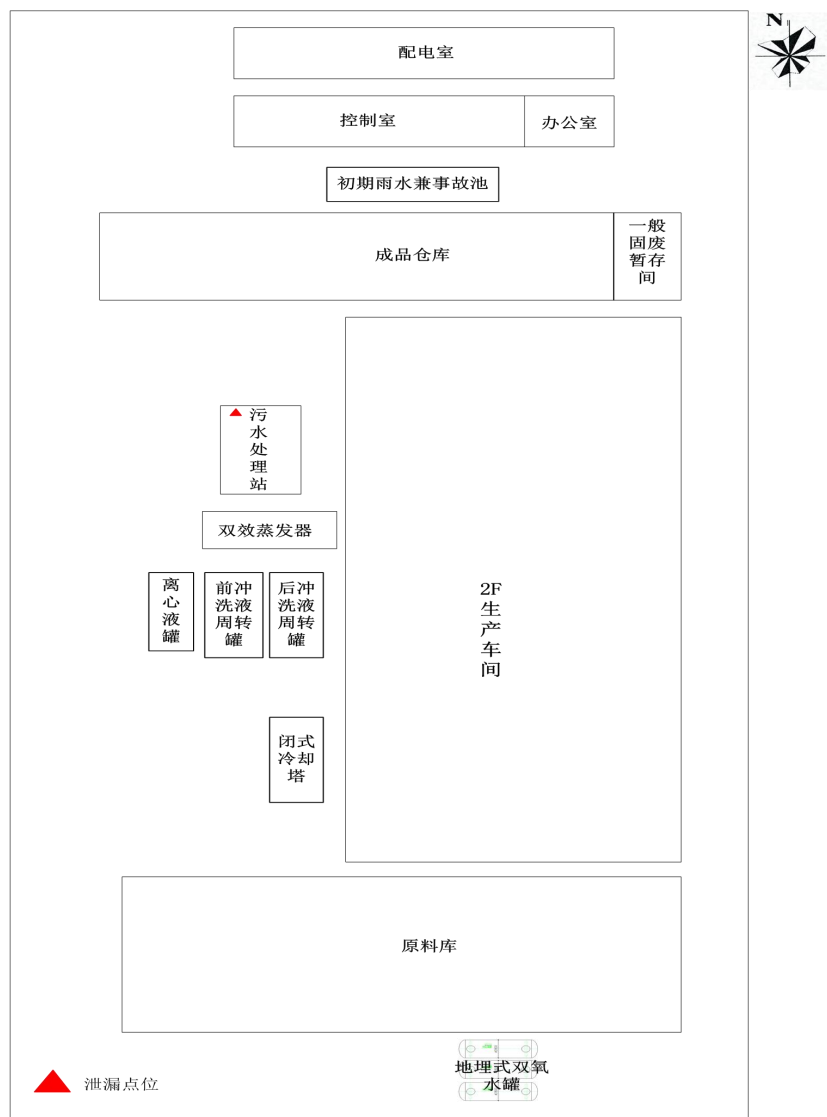 N
配电室
控制室
办公室
初期雨水兼事故池
成品仓库
一般
固废
暂存
间
污
水
处
理
站
双效蒸发器
离
心
液
罐
前冲
洗液
周转
罐
后冲
洗液
周转
罐
2F
生
产
车
间
闭式
冷却
塔
原料库
地埋式双氧
水罐
泄漏点位